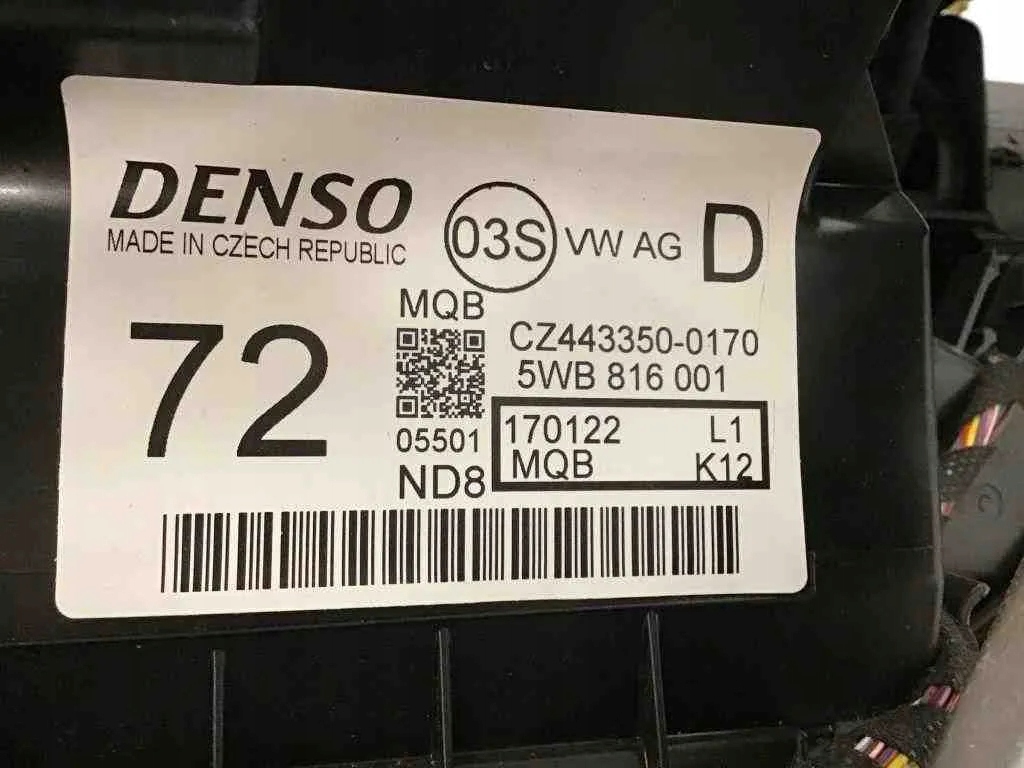 DENSO
MADE IN CZECH REPUBLIC
03S VW AG D
72
MQB
CZ443350-0170
5WB 816 001
05501
ND8
170122 L1
MQB K12